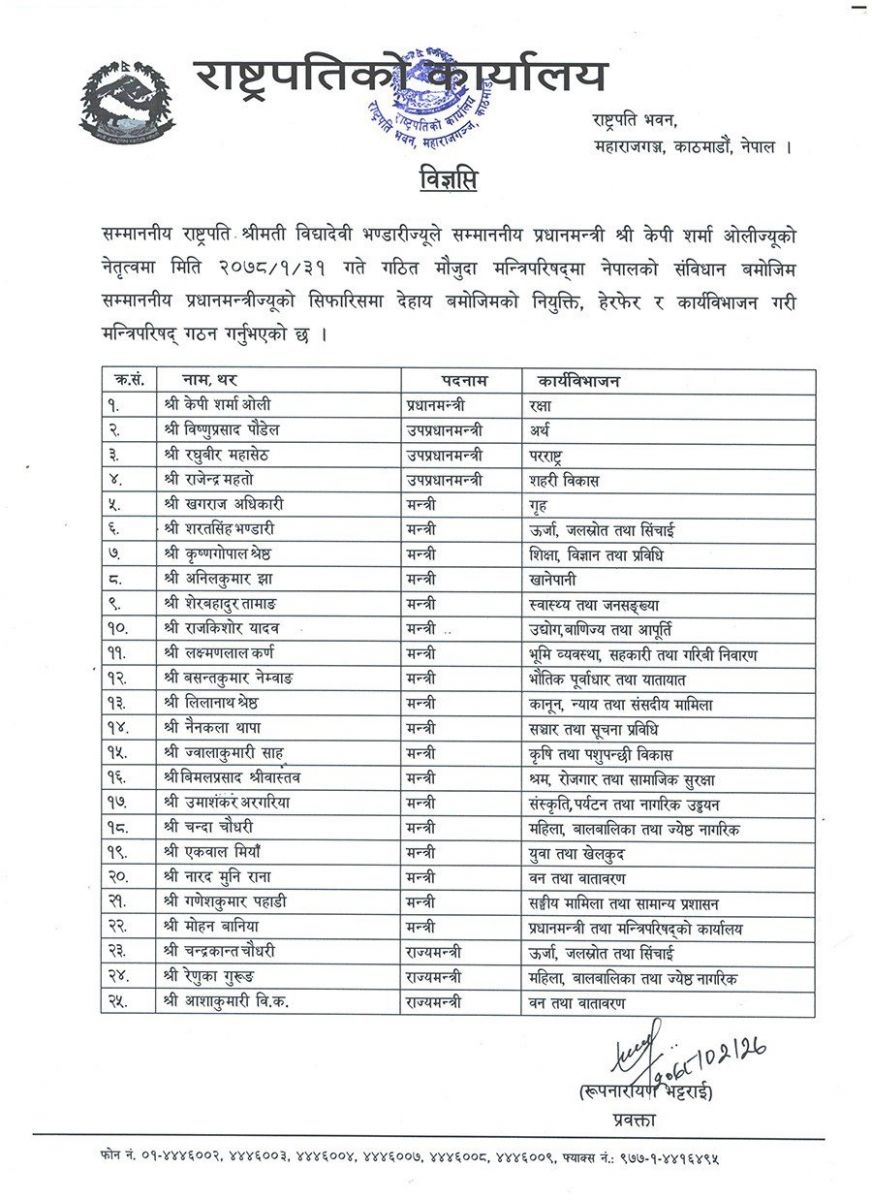 राष्ट्रपतिको कार्यालय
राष्ट्रपतिको कार्यालय
राष्ट्रपति भवन, महाराजगञ्ज, काठमाडौं
राष्ट्रपति भवन,
महाराजगञ्ज, काठमाडौं, नेपाल ।
विज्ञप्ति
सम्माननीय राष्ट्रपति श्रीमती विद्यादेवी भण्डारीज्यूले सम्माननीय प्रधानमन्त्री श्री केपी शर्मा ओलीज्यूको
नेतृत्वमा मिति २०७८/१/३१ गते गठित मौजुदा मन्त्रिपरिषद्‌मा नेपालको संविधान बमोजिम
सम्माननीय प्रधानमन्त्रीज्यूको सिफारिसमा देहाय बमोजिमको नियुक्ति, हेरफेर र कार्यविभाजन गरी
मन्त्रिपरिषद् गठन गर्नुभएको छ ।
क्र.सं. नाम, थर पदनाम कार्यविभाजन
१. श्री केपी शर्मा ओली प्रधानमन्त्री रक्षा
२. श्री विष्णुप्रसाद पौडेल उपप्रधानमन्त्री अर्थ
३. श्री रघुबीर महासेठ उपप्रधानमन्त्री परराष्ट्र
४. श्री राजेन्द्र महतो उपप्रधानमन्त्री शहरी विकास
५. श्री खगराज अधिकारी मन्त्री गृह
६. श्री शरतसिंह भण्डारी मन्त्री ऊर्जा, जलस्रोत तथा सिंचाई
७. श्री कृष्णगोपाल श्रेष्ठ मन्त्री शिक्षा, विज्ञान तथा प्रविधि
८. श्री अनिलकुमार झा मन्त्री खानेपानी
९. श्री शेरबहादुर तामाङ मन्त्री स्वास्थ्य तथा जनसङ्ख्या
१०. श्री राजकिशोर यादव मन्त्री उद्योग, बाणिज्य तथा आपूर्ति
११. श्री लक्ष्मणलाल कर्ण मन्त्री भूमि व्यवस्था, सहकारी तथा गरिवी निवारण
१२. श्री बसन्तकुमार नेम्वाङ मन्त्री भौतिक पूर्वाधार तथा यातायात
१३. श्री लिलानाथ श्रेष्ठ मन्त्री कानून, न्याय तथा संसदीय मामिला
१४. श्री नैनकला थापा मन्त्री सञ्चार तथा सूचना प्रविधि
१५. श्री ज्वालाकुमारी साह मन्त्री कृषि तथा पशुपन्छी विकास
१६. श्री बिमलप्रसाद श्रीवास्तव मन्त्री श्रम, रोजगार तथा सामाजिक सुरक्षा
१७. श्री उमाशंकर अरगरिया मन्त्री संस्कृति, पर्यटन तथा नागरिक उड्डयन
१८. श्री चन्दा चौधरी मन्त्री महिला, बालबालिका तथा ज्येष्ठ नागरिक
१९. श्री एकवाल मियाँ मन्त्री युवा तथा खेलकुद
२०. श्री नारद मुनि राना मन्त्री वन तथा वातावरण
२१. श्री गणेशकुमार पहाडी मन्त्री सङ्घीय मामिला तथा सामान्य प्रशासन
२२. श्री मोहन बानिया मन्त्री प्रधानमन्त्री तथा मन्त्रिपरिषद्‌को कार्यालय
२३. श्री चन्द्रकान्त चौधरी राज्यमन्त्री ऊर्जा, जलस्रोत तथा सिंचाई
२४. श्री रेणुका गुरूङ राज्यमन्त्री महिला, बालबालिका तथा ज्येष्ठ नागरिक
२५. श्री आशाकुमारी वि.क. राज्यमन्त्री वन तथा वातावरण
(रूपनारायण भट्टराई)
प्रवक्ता
फोन नं. ०१-४४४६००२, ४४४६००३, ४४४६००४, ४४४६००७, ४४४६००८, ४४४६००९, फ्याक्स नं.: ९७७-१-४४१६४९५